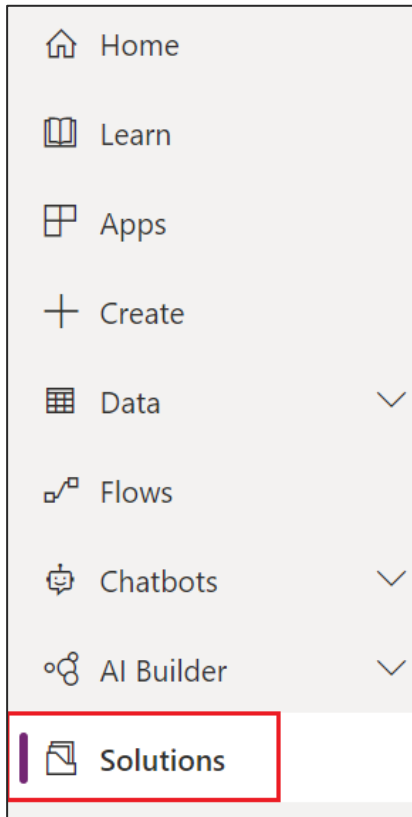 Home
Learn
Apps
Create
Data
Flows
Chatbots
AI Builder
Solutions